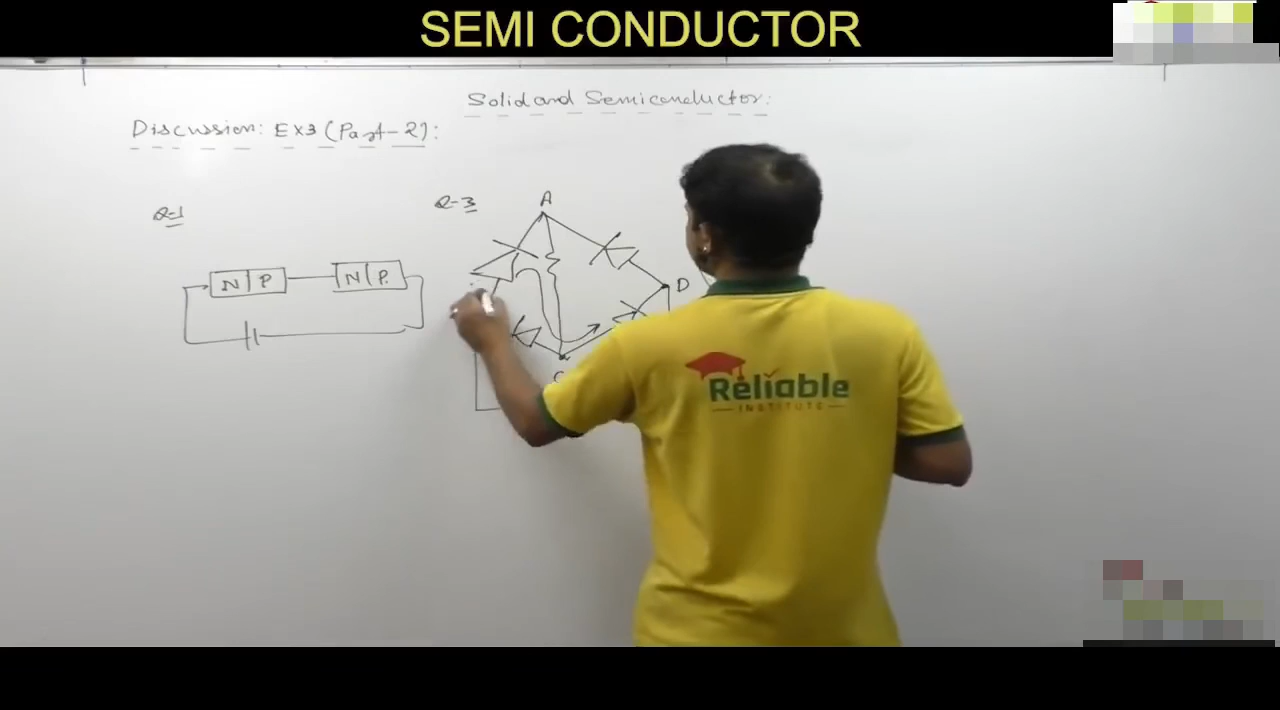 SEMI CONDUCTOR
Solid and Semiconductor:
Discussion: Ex3 (Part-2):
Q-1
Q-3
A
N P
N P
D
C
Reliable
INSTITUTE